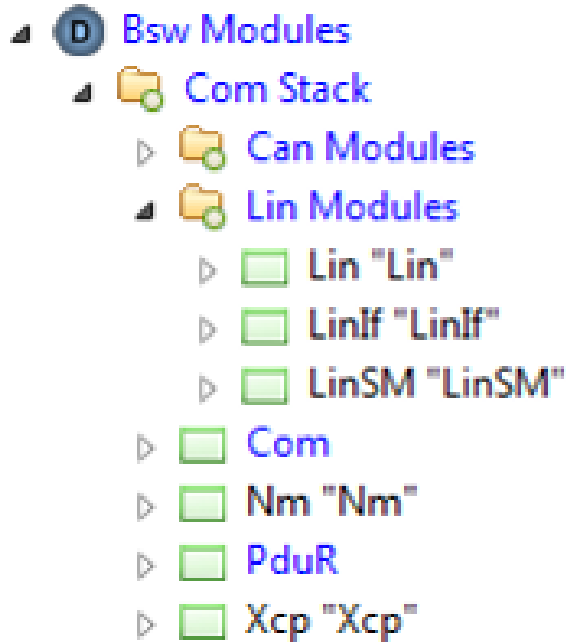 D Bsw Modules
Com Stack
Can Modules
Lin Modules
Lin "Lin"
LinIf "LinIf"
LinSM "LinSM"
Com
Nm "Nm"
PduR
Xcp "Xcp"